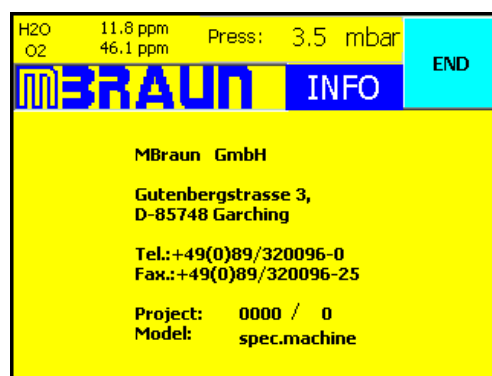 H2O 11.8 ppm Press: 3.5 mbar
O2 46.1 ppm
END
MBRAUN INFO
MBraun GmbH
Gutenbergstrasse 3,
D-85748 Garching
Tel.:+49(0)89/320096-0
Fax.:+49(0)89/320096-25
Project: 0000 / 0
Model: spec.machine